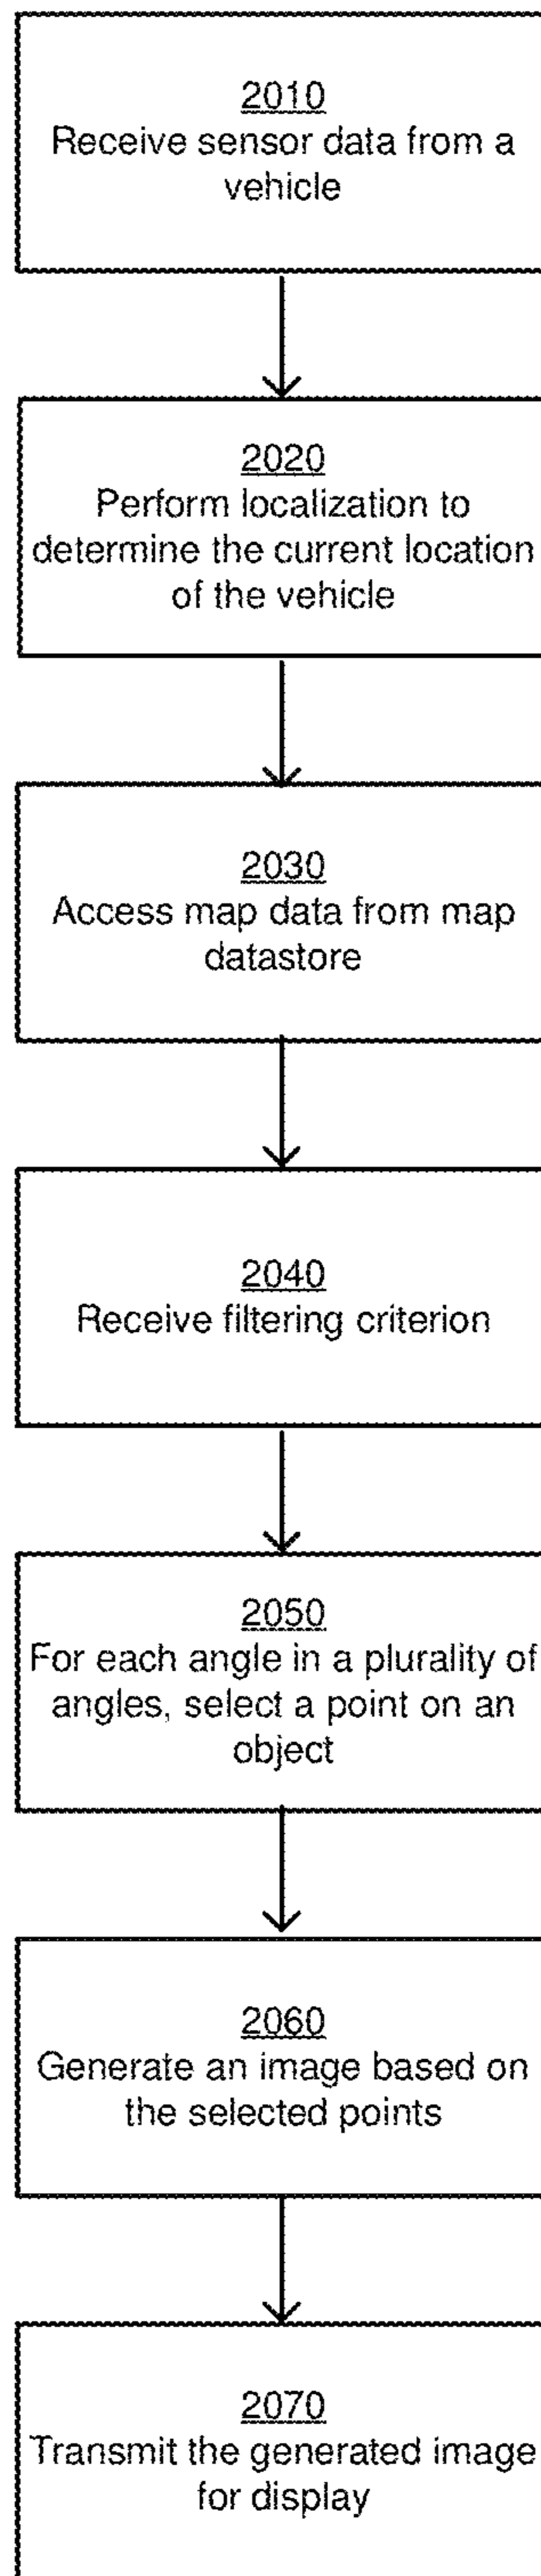 2010
Receive sensor data from a
vehicle
2020
Perform localization to
determine the current location
of the vehicle
2030
Access map data from map
datastore
2040
Receive filtering criterion
2050
For each angle in a plurality of
angles, select a point on an
object
2060
Generate an image based on
the selected points
2070
Transmit the generated image
for display